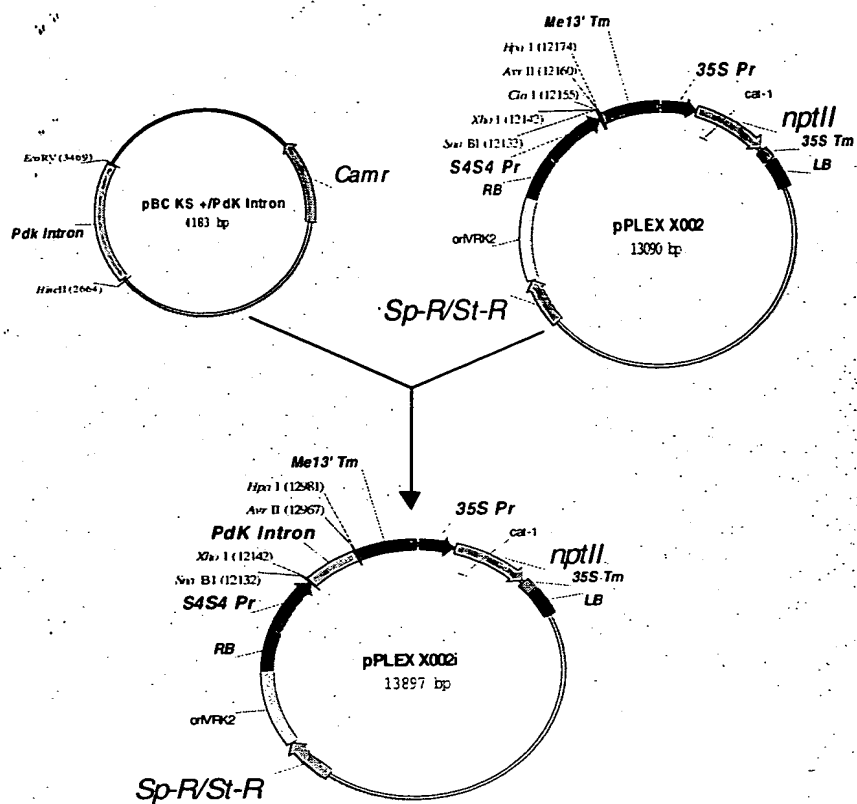 EcoRV (3469)
Camr
pBC KS +/PdK Intron
4183 bp
Pdk Intron
HincII (2664)
Me13' Tm
Hpa I (12174)
Avr II (12160)
Cla I (12155)
Xho I (12142)
Sna B1 (12132)
35S Pr
cat-1
nptII
35S Tm
LB
S4S4 Pr
RB
pPLEX X002
13090 bp
oriVRK2
Sp-R/St-R
Me13' Tm
Hpa I (12981)
Avr II (12967)
PdK Intron
Xho I (12142)
Sna B1 (12132)
S4S4 Pr
35S Pr
cat-1
nptII
35S Tm
LB
RB
pPLEX X002i
13897 bp
oriVRK2
Sp-R/St-R